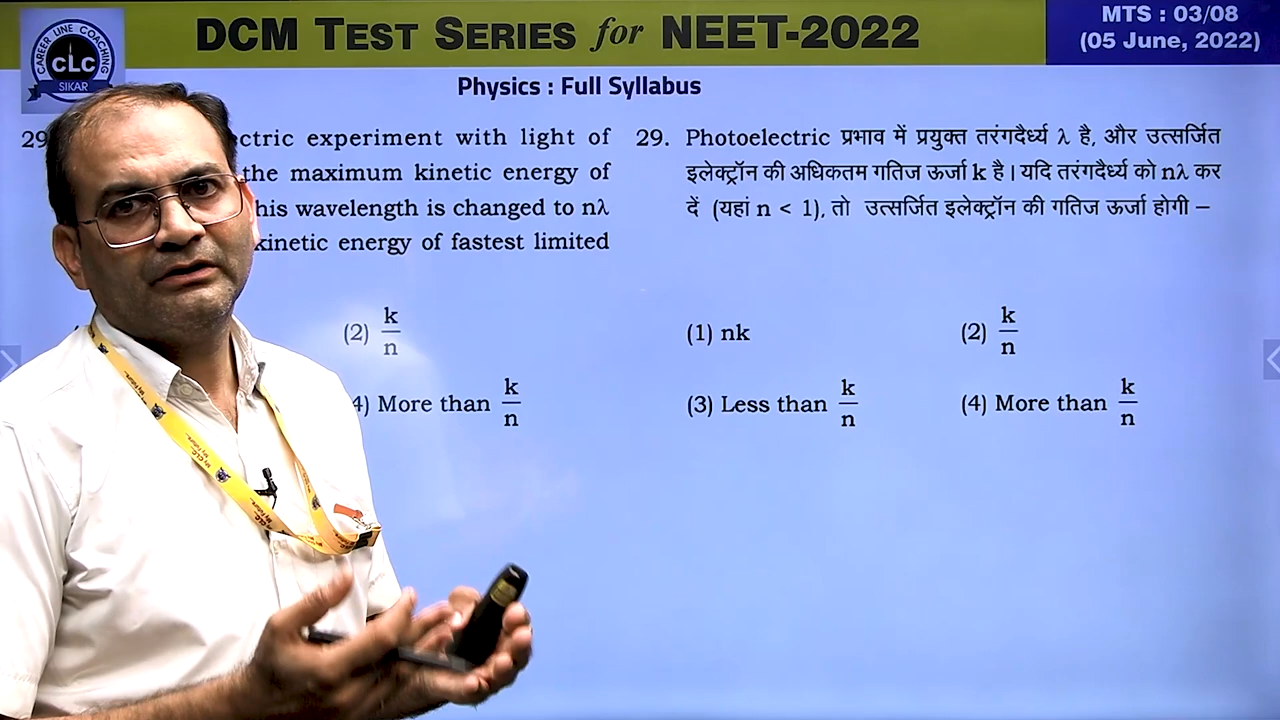 DCM TEST SERIES for NEET-2022
MTS : 03/08
(05 June, 2022)
CAREER LINE COACHING
CLC
SIKAR
Physics : Full Syllabus
29
ectric experiment with light of
the maximum kinetic energy of
his wavelength is changed to nλ
kinetic energy of fastest limited
(2) k/n
4) More than k/n
29. Photoelectric प्रभाव में प्रयुक्त तरंगदैर्ध्य λ है, और उत्सर्जित
इलेक्ट्रॉन की अधिकतम गतिज ऊर्जा k है। यदि तरंगदैर्ध्य को nλ कर
दें (यहां n < 1), तो उत्सर्जित इलेक्ट्रॉन की गतिज ऊर्जा होगी –
(1) nk (2) k/n
(3) Less than k/n (4) More than k/n